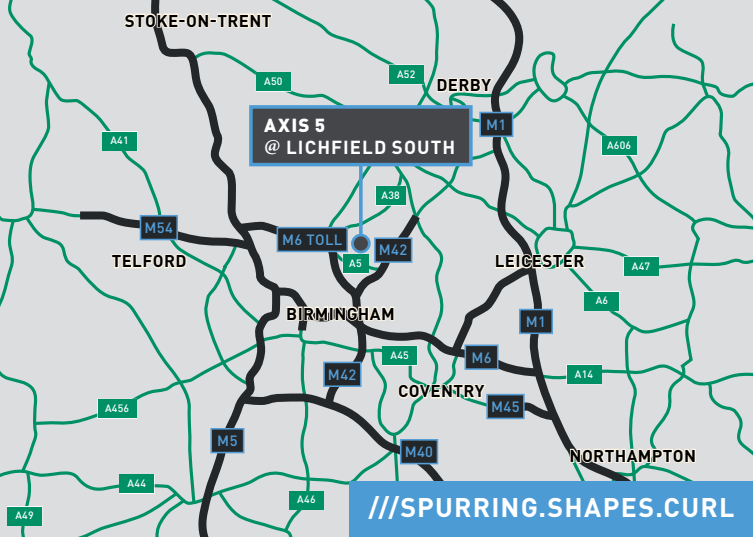 STOKE-ON-TRENT
A50
A52
DERBY
AXIS 5
@ LICHFIELD SOUTH
M1
A41
A606
A38
M54
M6 TOLL
M42
A5
TELFORD
LEICESTER
A47
A6
BIRMINGHAM
M1
A45
M6
M42
A14
COVENTRY
A456
M45
M5
M40
NORTHAMPTON
A44
A46
A49
///SPURRING.SHAPES.CURL